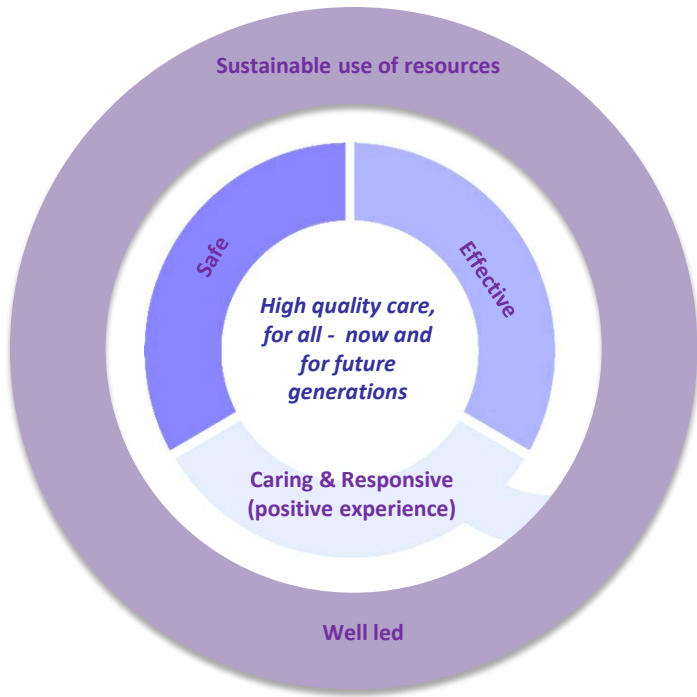 Sustainable use of resources
Safe
Effective
High quality care,
for all -  now and
for future
generations
Caring & Responsive
(positive experience)
Well led